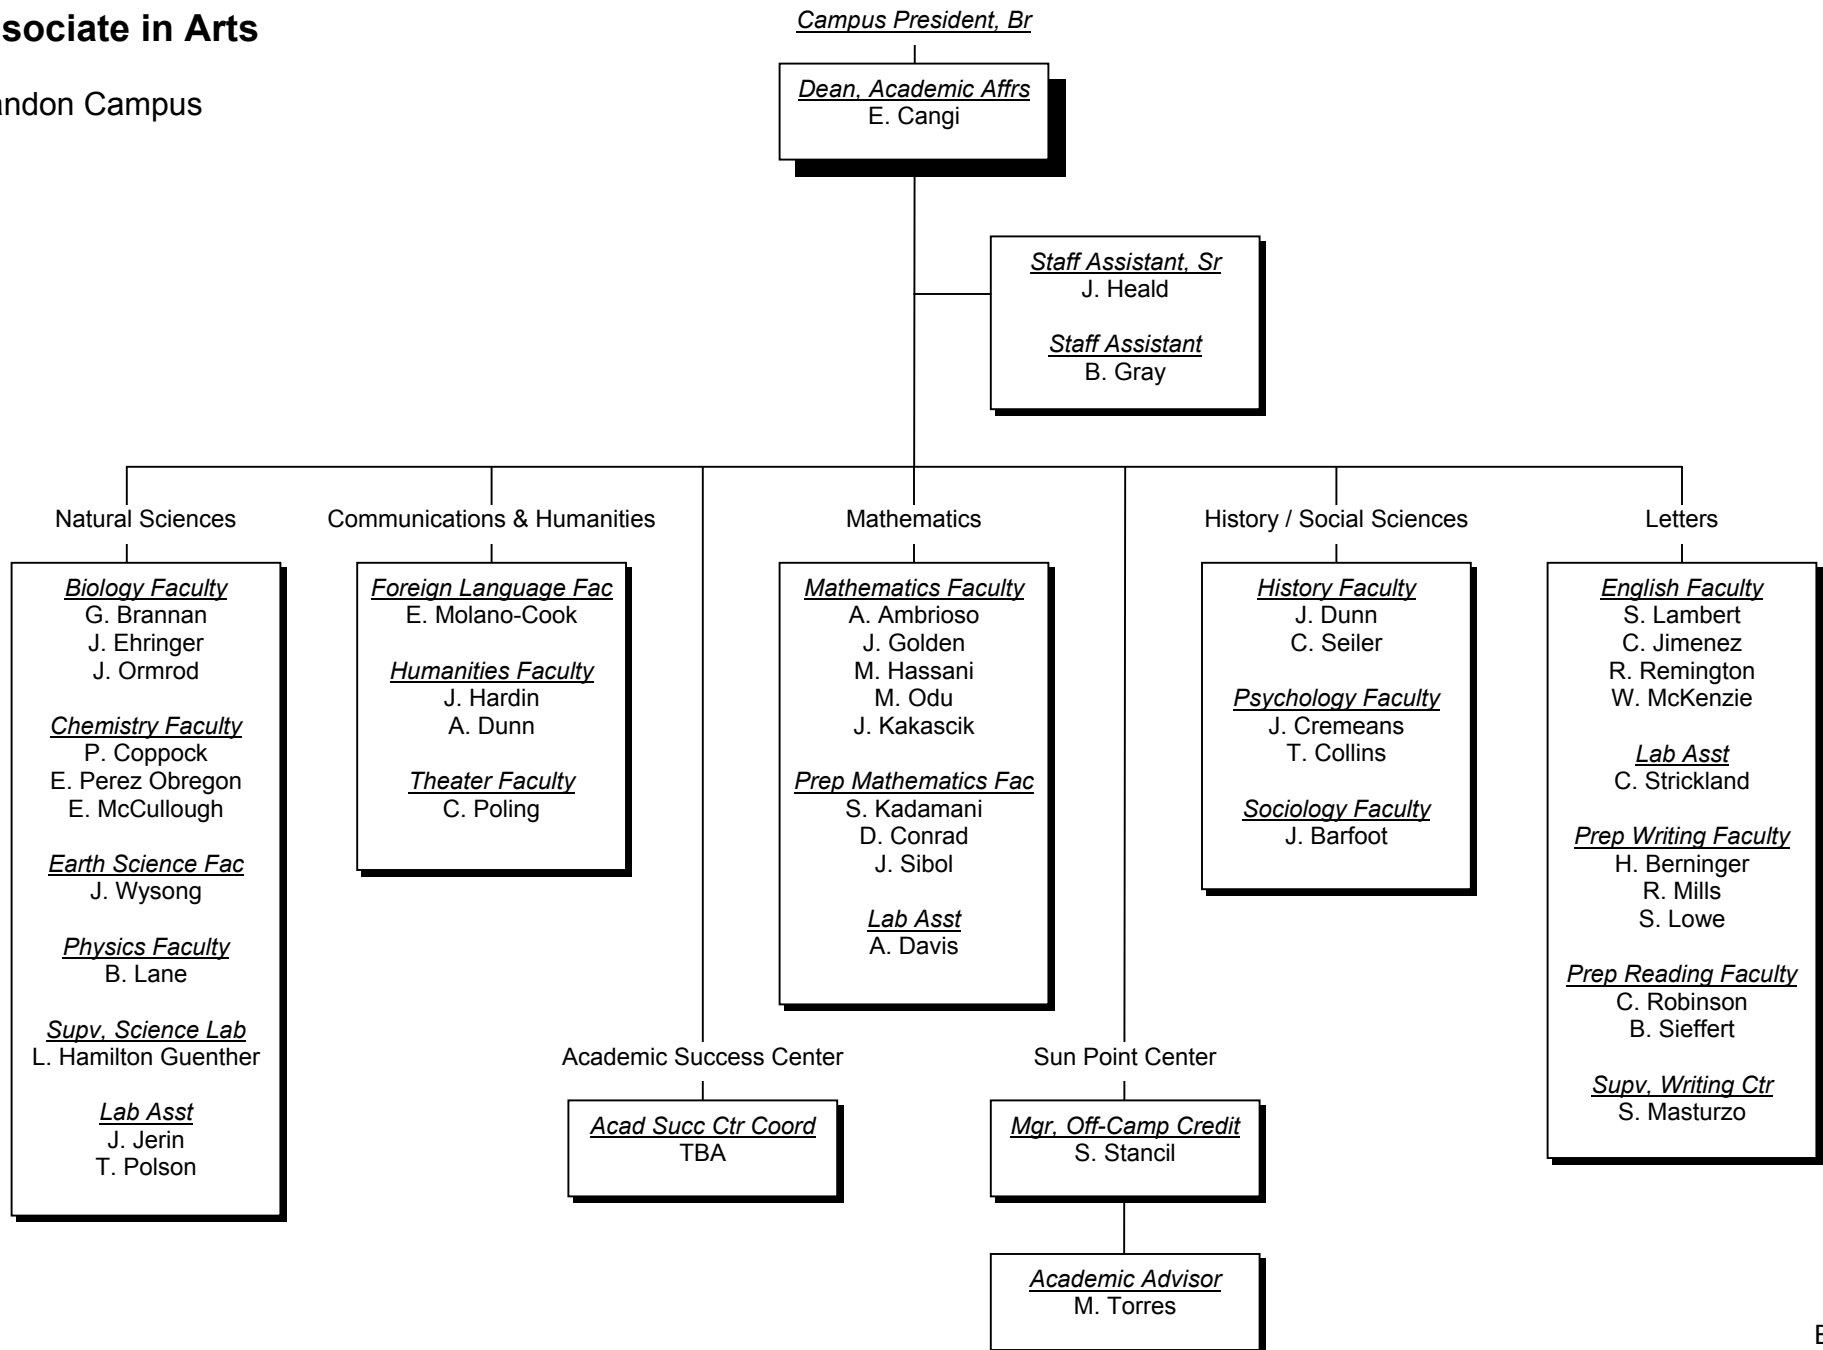 sociate in Arts
andon Campus
Campus President, Br
Dean, Academic Affrs
E. Cangi
Staff Assistant, Sr
J. Heald
Staff Assistant
B. Gray
Natural Sciences
Biology Faculty
G. Brannan
J. Ehringer
J. Ormrod
Chemistry Faculty
P. Coppock
E. Perez Obregon
E. McCullough
Earth Science Fac
J. Wysong
Physics Faculty
B. Lane
Supv, Science Lab
L. Hamilton Guenther
Lab Asst
J. Jerin
T. Polson
Communications & Humanities
Foreign Language Fac
E. Molano-Cook
Humanities Faculty
J. Hardin
A. Dunn
Theater Faculty
C. Poling
Academic Success Center
Acad Succ Ctr Coord
TBA
Mathematics
Mathematics Faculty
A. Ambrioso
J. Golden
M. Hassani
M. Odu
J. Kakascik
Prep Mathematics Fac
S. Kadamani
D. Conrad
J. Sibol
Lab Asst
A. Davis
Sun Point Center
Mgr, Off-Camp Credit
S. Stancil
Academic Advisor
M. Torres
History / Social Sciences
History Faculty
J. Dunn
C. Seiler
Psychology Faculty
J. Cremeans
T. Collins
Sociology Faculty
J. Barfoot
Letters
English Faculty
S. Lambert
C. Jimenez
R. Remington
W. McKenzie
Lab Asst
C. Strickland
Prep Writing Faculty
H. Berninger
R. Mills
S. Lowe
Prep Reading Faculty
C. Robinson
B. Sieffert
Supv, Writing Ctr
S. Masturzo